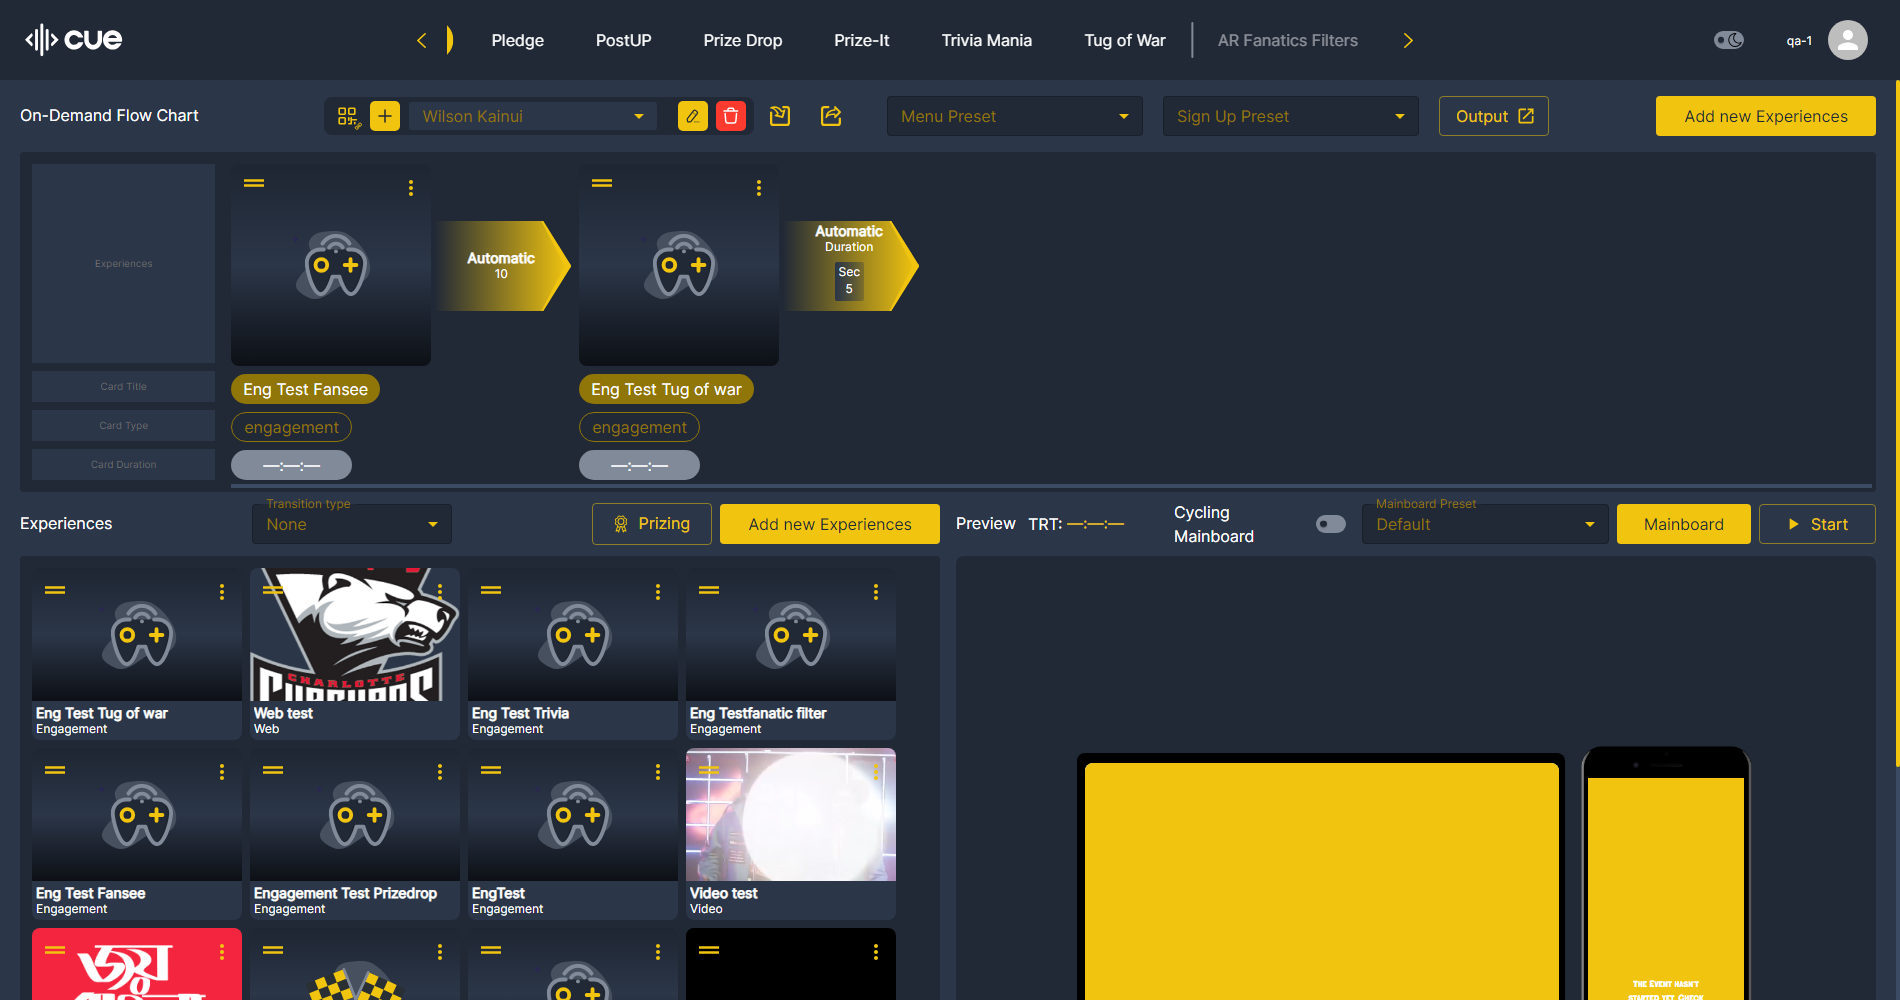 cue
Pledge
PostUP
Prize Drop
Prize-It
Trivia Mania
Tug of War
AR Fanatics Filters
qa-1
On-Demand Flow Chart
Wilson Kainui
Menu Preset
Sign Up Preset
Output
Add new Experiences
Experiences
Automatic
10
Automatic
Duration
Sec
5
Card Title
Eng Test Fansee
Eng Test Tug of war
Card Type
engagement
engagement
Card Duration
—:—:—
—:—:—
Experiences
Transition type
None
Prizing
Add new Experiences
Preview
TRT: —:—:—
Cycling
Mainboard
Mainboard Preset
Default
Mainboard
Start
Eng Test Tug of war
Engagement
CHARLOTTE
Web test
Web
Eng Test Trivia
Engagement
Eng Testfanatic filter
Engagement
Eng Test Fansee
Engagement
Engagement Test Prizedrop
Engagement
EngTest
Engagement
Video test
Video
জয়
The Event hasn't
started yet. Check